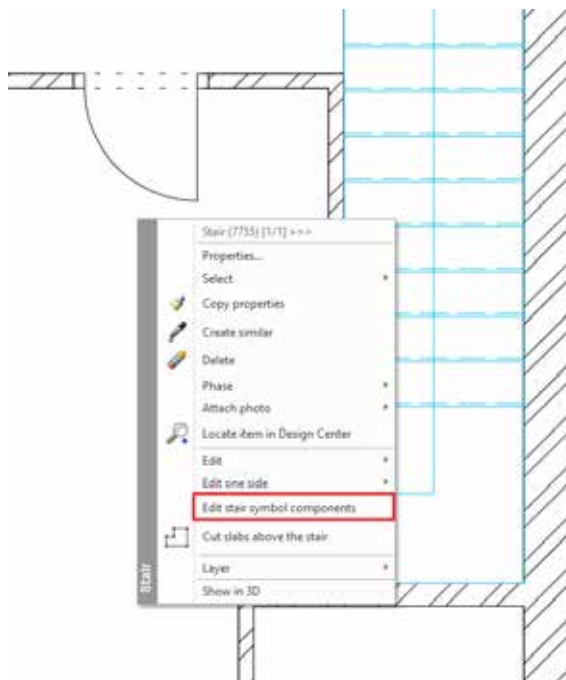 Stair (7755) [1/1] >>>
Properties...
Select
Copy properties
Create similar
Delete
Phase
Attach photo
Locate item in Design Center
Edit
Edit one side
Edit stair symbol components
Cut slabs above the stair
Layer
Show in 3D
Stair